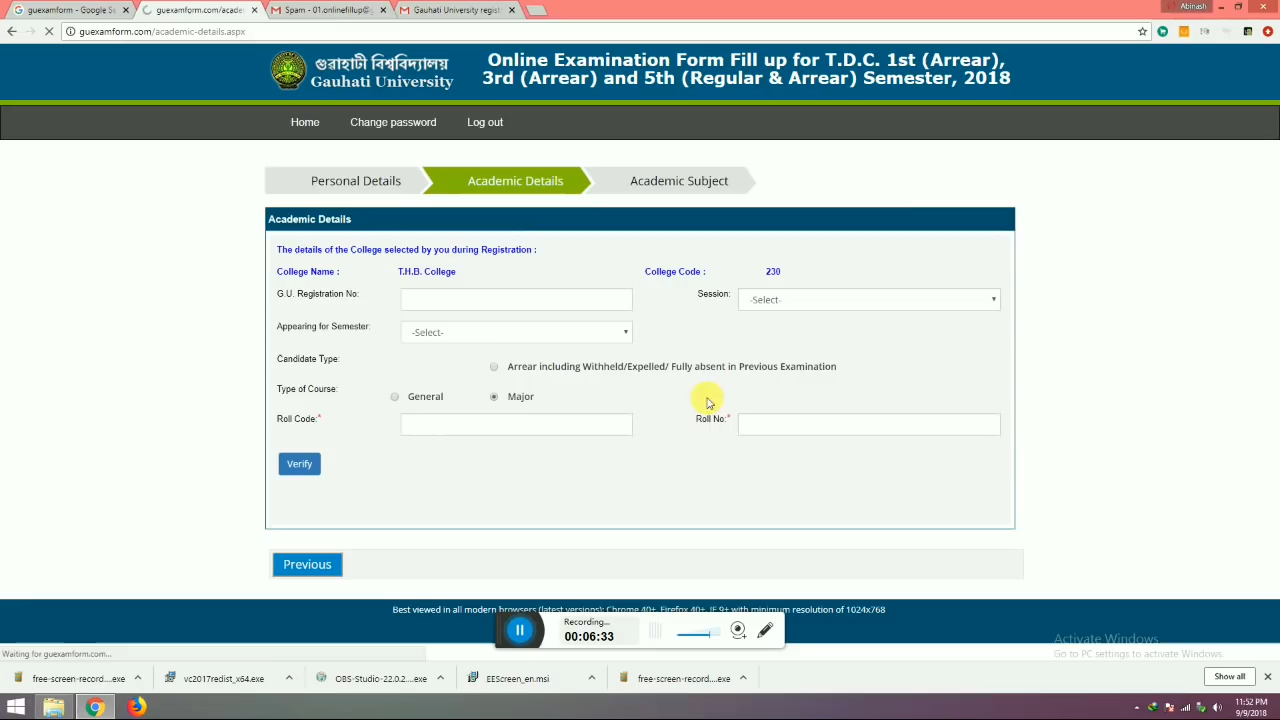 guexamform - Google Se
guexamform.com/acade
Spam - 01.onlinefillup@g
Gauhati University regist
Abinash
guexamform.com/academic-details.aspx
গুৱাহাটী বিশ্ববিদ্যালয়
Gauhati University
Online Examination Form Fill up for T.D.C. 1st (Arrear),
3rd (Arrear) and 5th (Regular & Arrear) Semester, 2018
Home Change password Log out
Personal Details Academic Details Academic Subject
Academic Details
The details of the College selected by you during Registration :
College Name : T.H.B. College College Code : 230
G.U. Registration No: Session: -Select-
Appearing for Semester: -Select-
Candidate Type: Arrear including Withheld/Expelled/ Fully absent in Previous Examination
Type of Course: General Major
Roll Code:* Roll No:*
Verify
Previous
Best viewed in all modern browsers (latest versions): Chrome 40+, Firefox 40+, IE 9+ with minimum resolution of 1024x768
Recording...
00:06:33
Activate Windows
Go to PC settings to activate Windows.
Waiting for guexamform.com...
free-screen-record....exe vc2017redist_x64.exe OBS-Studio-22.0.2....exe EEScreen_en.msi free-screen-record....exe Show all
11:52 PM
9/9/2018